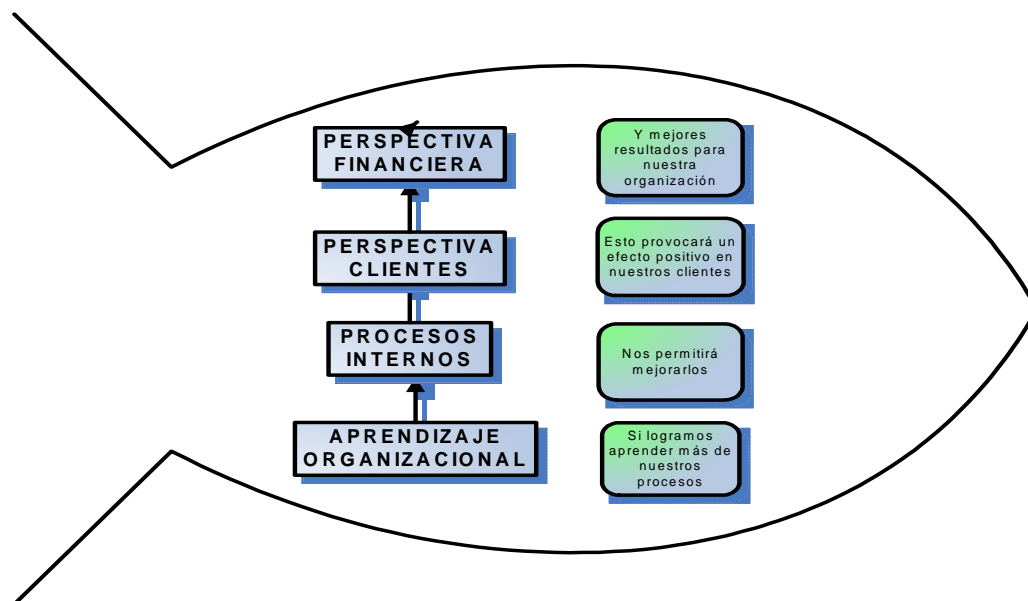 PERSPECTIVA
FINANCIERA
Y mejores
resultados para
nuestra
organización
PERSPECTIVA
CLIENTES
Esto provocará un
efecto positivo en
nuestros clientes
PROCESOS
INTERNOS
Nos permitirá
mejorarlos
APRENDIZAJE
ORGANIZACIONAL
Si logramos
aprender más de
nuestros
procesos